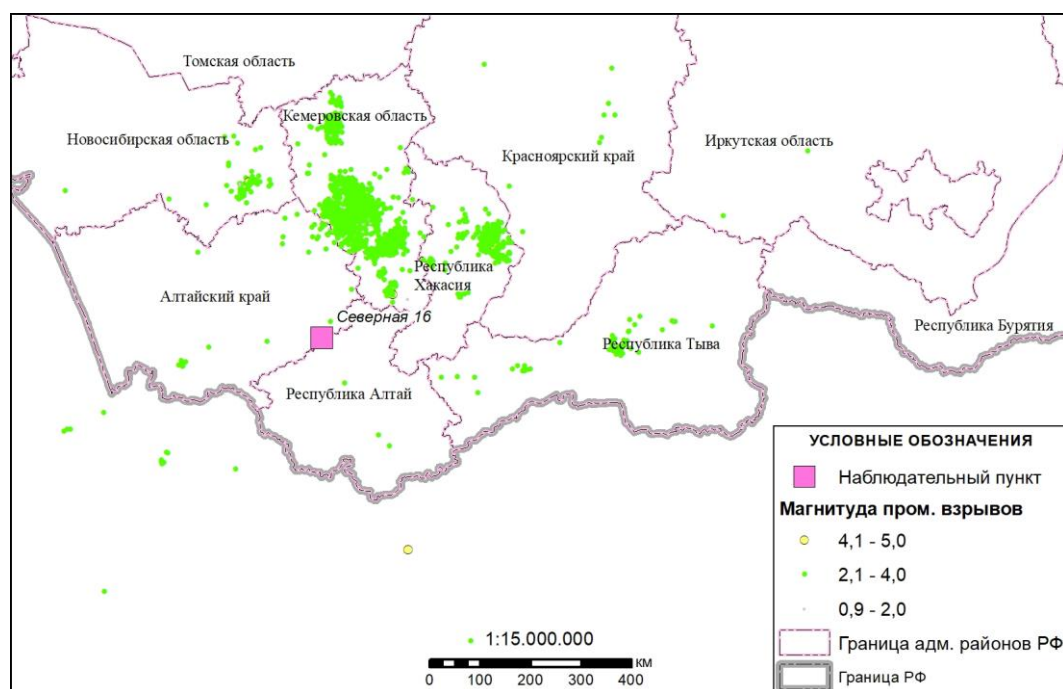 Томская область
Кемеровская область
Новосибирская область
Иркутская область
Красноярский край
Республика
Хакасия
Алтайский край
Северная 16
Республика Бурятия
Республика Тыва
Республика Алтай
УСЛОВНЫЕ ОБОЗНАЧЕНИЯ
Наблюдательный пункт
Магнитуда пром. взрывов
4,1 - 5,0
2,1 - 4,0
0,9 - 2,0
Граница адм. районов РФ
Граница РФ
1:15.000.000
км
0 50 100 200 300 400